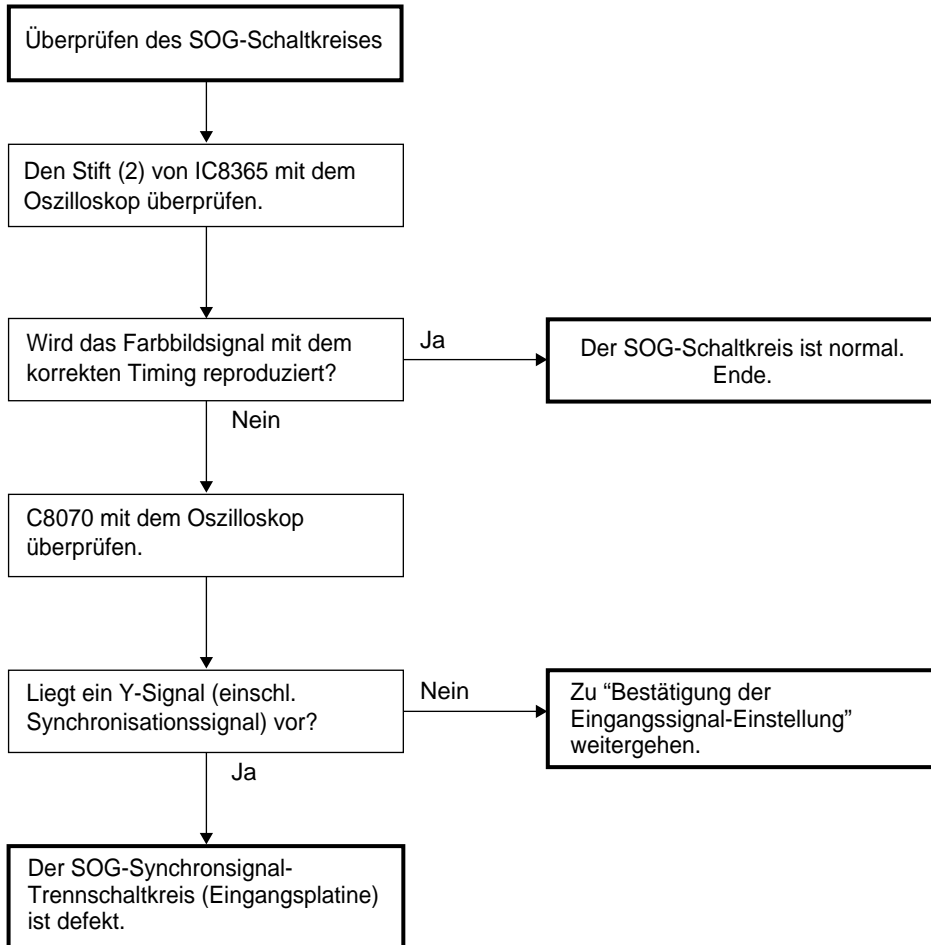 Überprüfen des SOG-Schaltkreises
Den Stift (2) von IC8365 mit dem
Oszilloskop überprüfen.
Wird das Farbbildsignal mit dem
korrekten Timing reproduziert?
Ja
Der SOG-Schaltkreis ist normal.
Ende.
Nein
C8070 mit dem Oszilloskop
überprüfen.
Liegt ein Y-Signal (einschl.
Synchronisationssignal) vor?
Nein
Zu “Bestätigung der
Eingangssignal-Einstellung”
weitergehen.
Ja
Der SOG-Synchronsignal-
Trennschaltkreis (Eingangsplatine)
ist defekt.